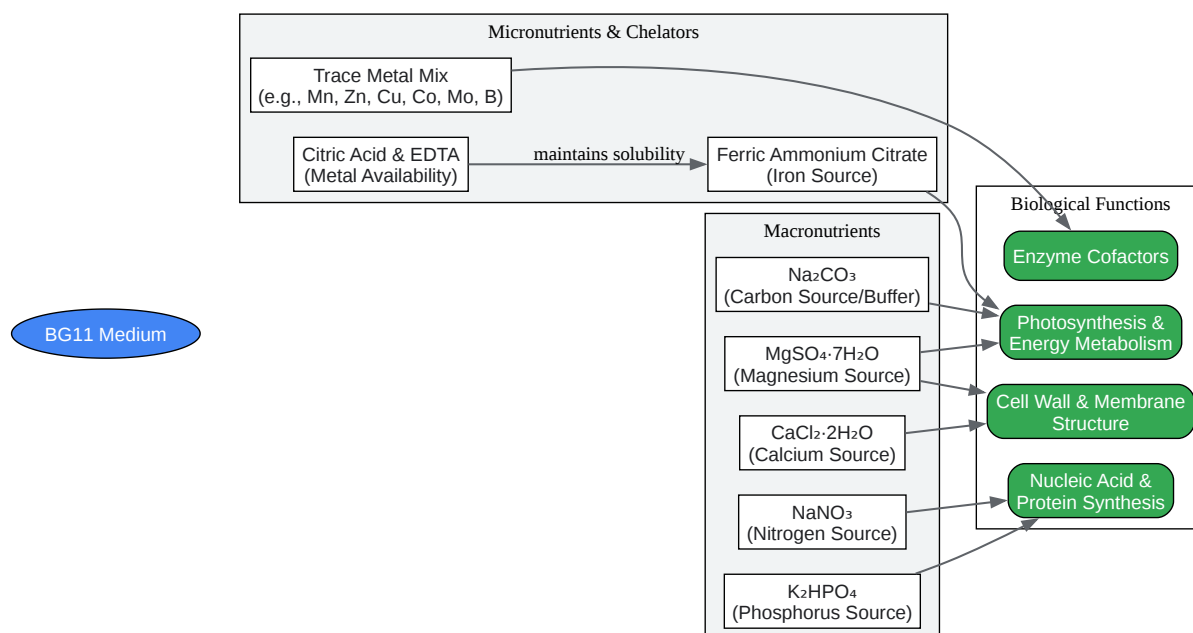 Micronutrients & Chelators
Trace Metal Mix
(e.g., Mn, Zn, Cu, Co, Mo, B)
Citric Acid & EDTA
(Metal Availability)
maintains solubility
Ferric Ammonium Citrate
(Iron Source)
BG11 Medium
Macronutrients
Na₂CO₃
(Carbon Source/Buffer)
MgSO₄·7H₂O
(Magnesium Source)
CaCl₂·2H₂O
(Calcium Source)
NaNO₃
(Nitrogen Source)
K₂HPO₄
(Phosphorus Source)
Biological Functions
Enzyme Cofactors
Photosynthesis &
Energy Metabolism
Cell Wall & Membrane
Structure
Nucleic Acid &
Protein Synthesis